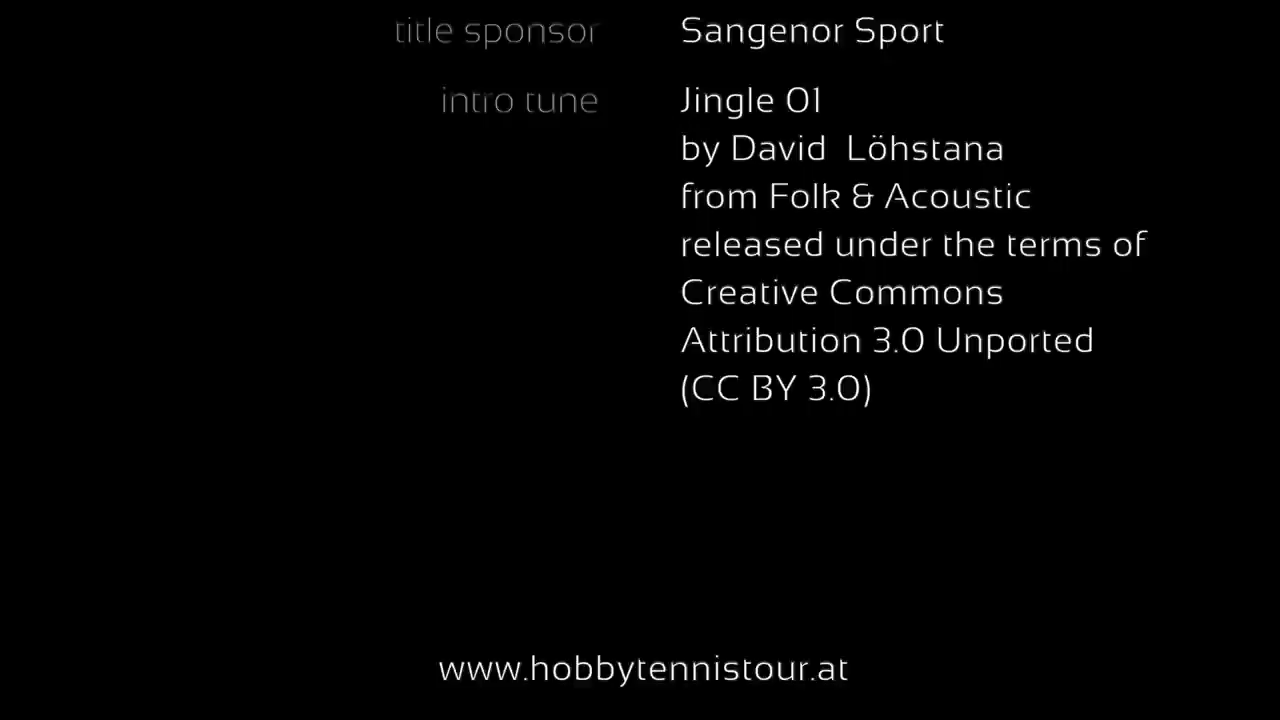 title sponsor Sangenor Sport
intro tune Jingle 01
by David Löhstana
from Folk & Acoustic
released under the terms of
Creative Commons
Attribution 3.0 Unported
(CC BY 3.0)
www.hobbytennistour.at